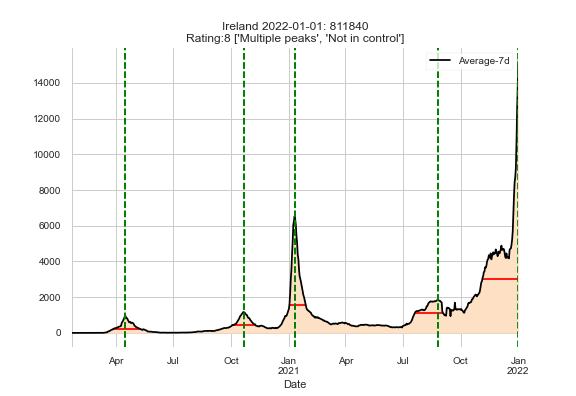 Ireland 2022-01-01: 811840
Rating:8 ['Multiple peaks', 'Not in control']
Average-7d
14000
12000
10000
8000
6000
4000
2000
0
Apr
Jul
Oct
Jan
2021
Apr
Jul
Oct
Jan
2022
Date